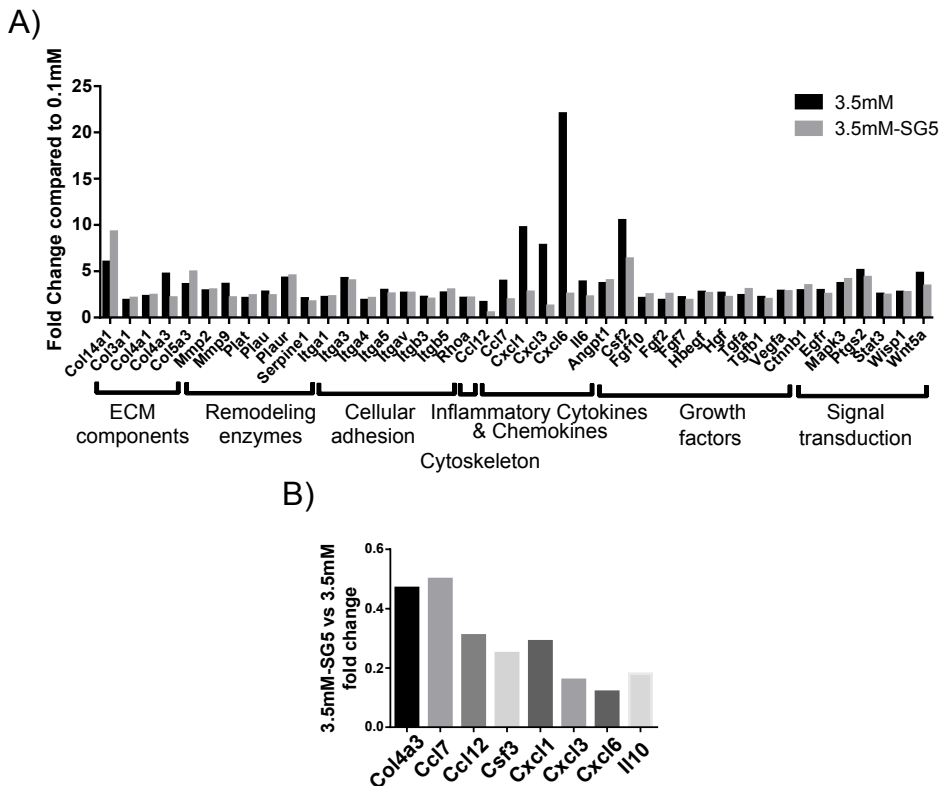 A)
Fold Change compared to 0.1mM
25
20
15
10
5
0
3.5mM
3.5mM-SG5
Col14a1
Col3a1
Col4a1
Col4a3
Col5a3
Mmp2
Mmp9
Plat
Plau
Plaur
Serpine1
Itga1
Itga3
Itga4
Itga5
Itgav
Itgb3
Itgb5
Rhoa
Ccl12
Ccl7
Cxcl1
Cxcl3
Cxcl6
Il6
Angpt1
Csf2
Fgf10
Fgf2
Fgf7
Hbegf
Hgf
Tgfa
Tgfb1
Vegfa
Ctnnb1
Egfr
Mapk3
Ptgs2
Stat3
Wisp1
Wnt5a
ECM
components
Remodeling
enzymes
Cellular
adhesion
Inflammatory Cytokines
& Chemokines
Cytoskeleton
Growth
factors
Signal
transduction
B)
3.5mM-SG5 vs 3.5mM
fold change
0.6
0.4
0.2
0.0
Col4a3
Ccl7
Ccl12
Csf3
Cxcl1
Cxcl3
Cxcl6
Il10